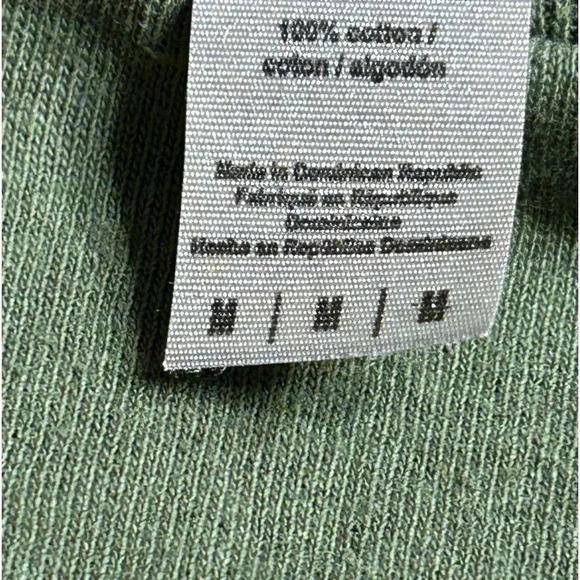 100% cotton /
coton / algodón
Made in Dominican Republic
Fabriqué en République
Dominicaine
Hecho en República Dominicana
M | M | M